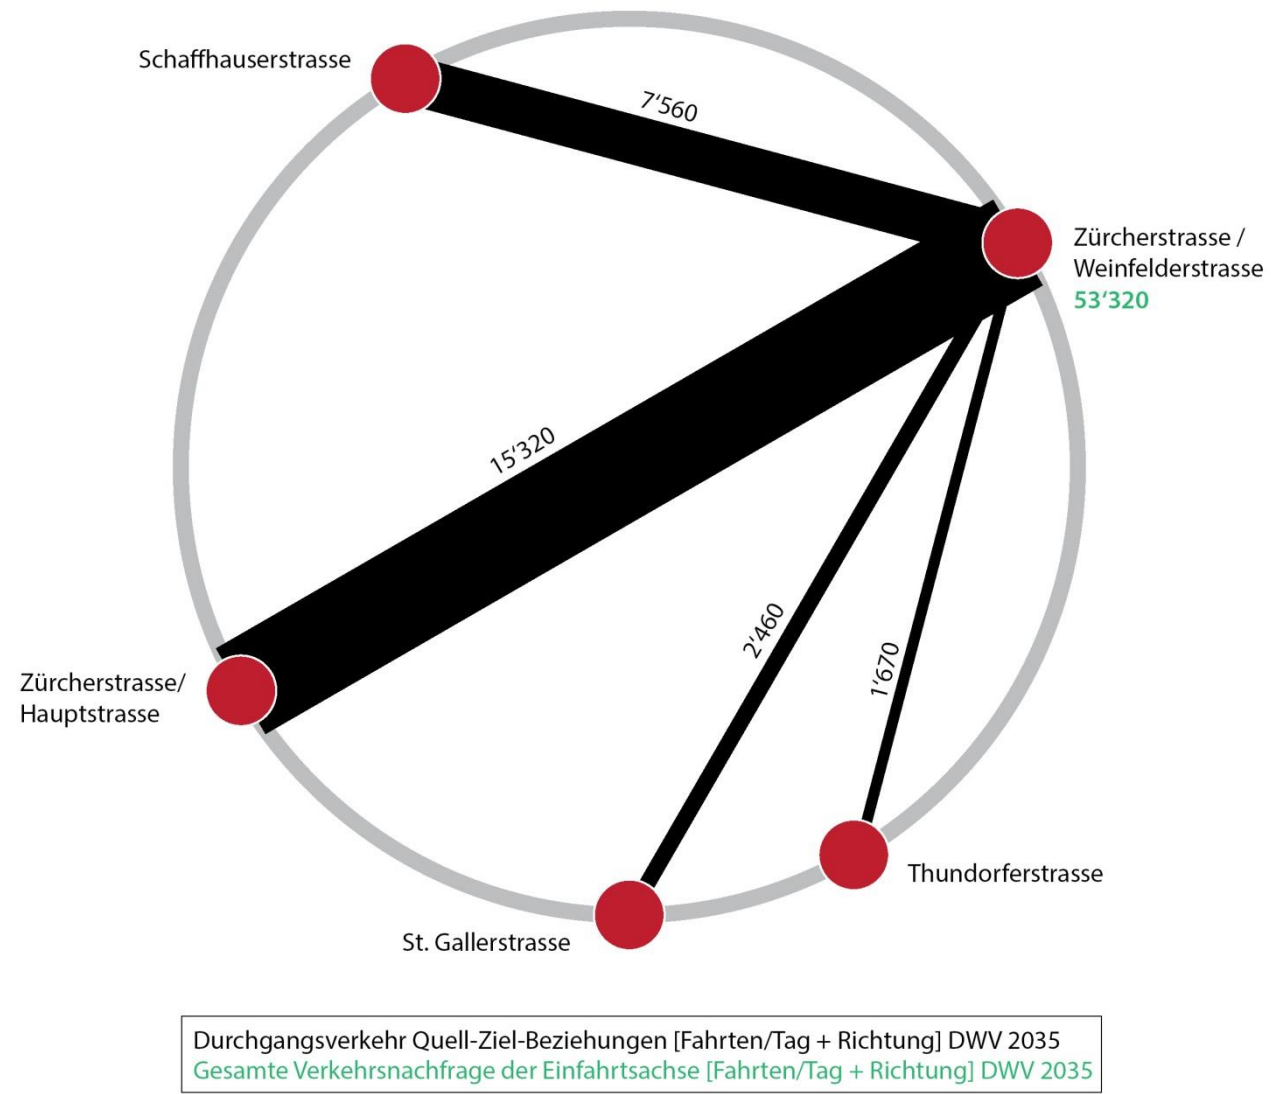 Schaffhauserstrasse
7‘560
Zürcherstrasse /
Weinfelderstrasse
53‘320
15‘320
2‘460
1‘670
Zürcherstrasse/
Hauptstrasse
Thundorferstrasse
St. Gallerstrasse
Durchgangsverkehr Quell-Ziel-Beziehungen [Fahrten/Tag + Richtung] DWV 2035
Gesamte Verkehrsnachfrage der Einfahrtsachse [Fahrten/Tag + Richtung] DWV 2035